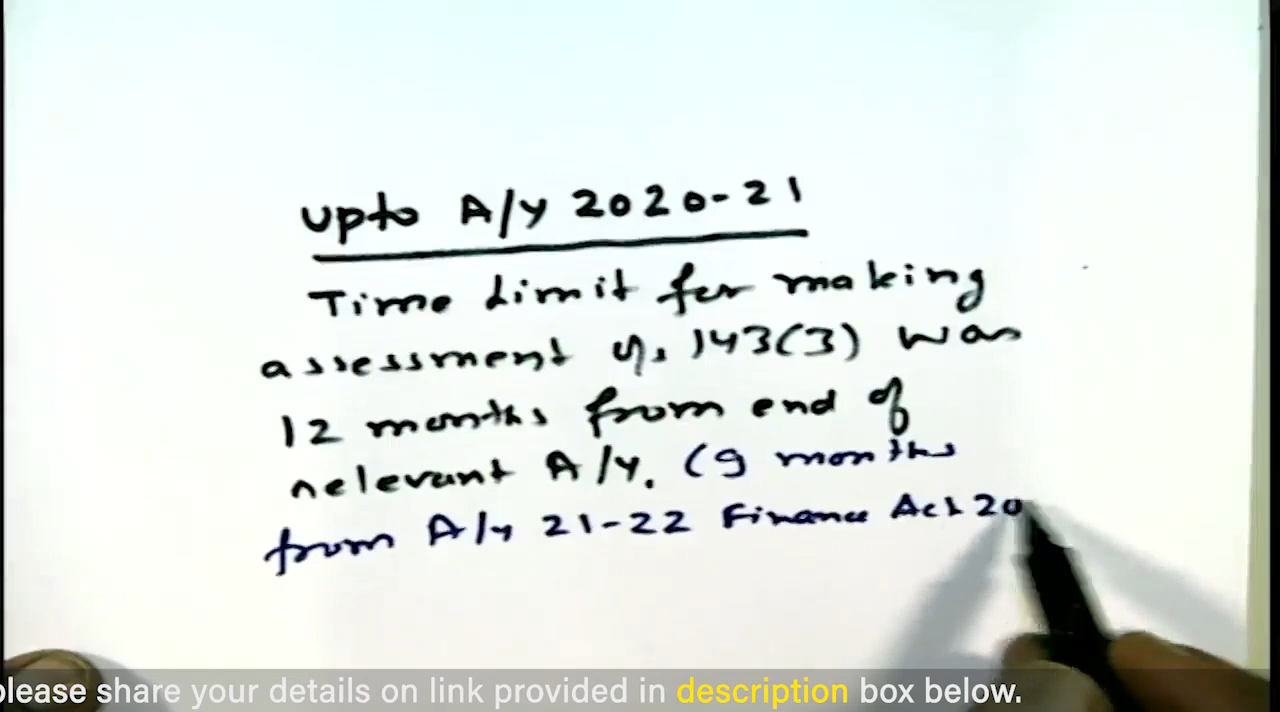 upto A/y 2020-21
Time Limit for making
assessment u/s 143(3) was
12 months from end of
relevant A/y. (9 months
from A/y 21-22 Finance Act 20
please share your details on link provided in description box below.